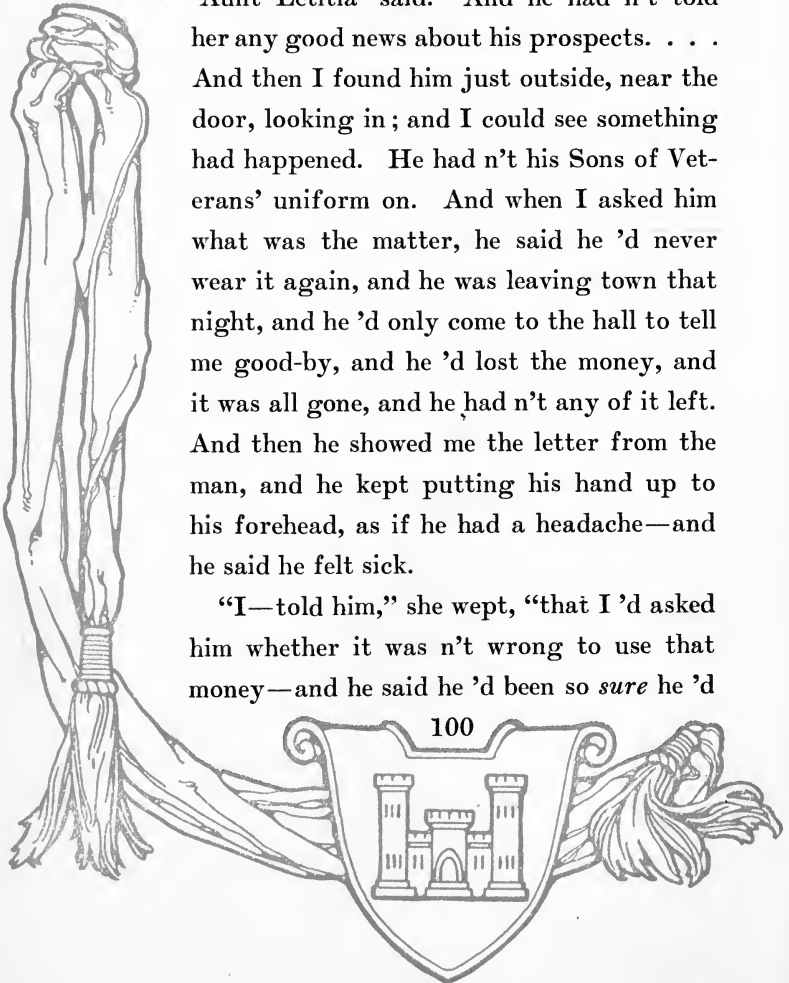 Aunt Letitia said. And he had n't told
her any good news about his prospects. . . .
And then I found him just outside, near the
door, looking in; and I could see something
had happened. He had n't his Sons of Vet-
erans' uniform on. And when I asked him
what was the matter, he said he 'd never
wear it again, and he was leaving town that
night, and he 'd only come to the hall to tell
me good-by, and he 'd lost the money, and
it was all gone, and he had n't any of it left.
And then he showed me the letter from the
man, and he kept putting his hand up to
his forehead, as if he had a headache—and
he said he felt sick.
“I—told him,” she wept, “that I 'd asked
him whether it was n't wrong to use that
money—and he said he 'd been so sure he 'd
100